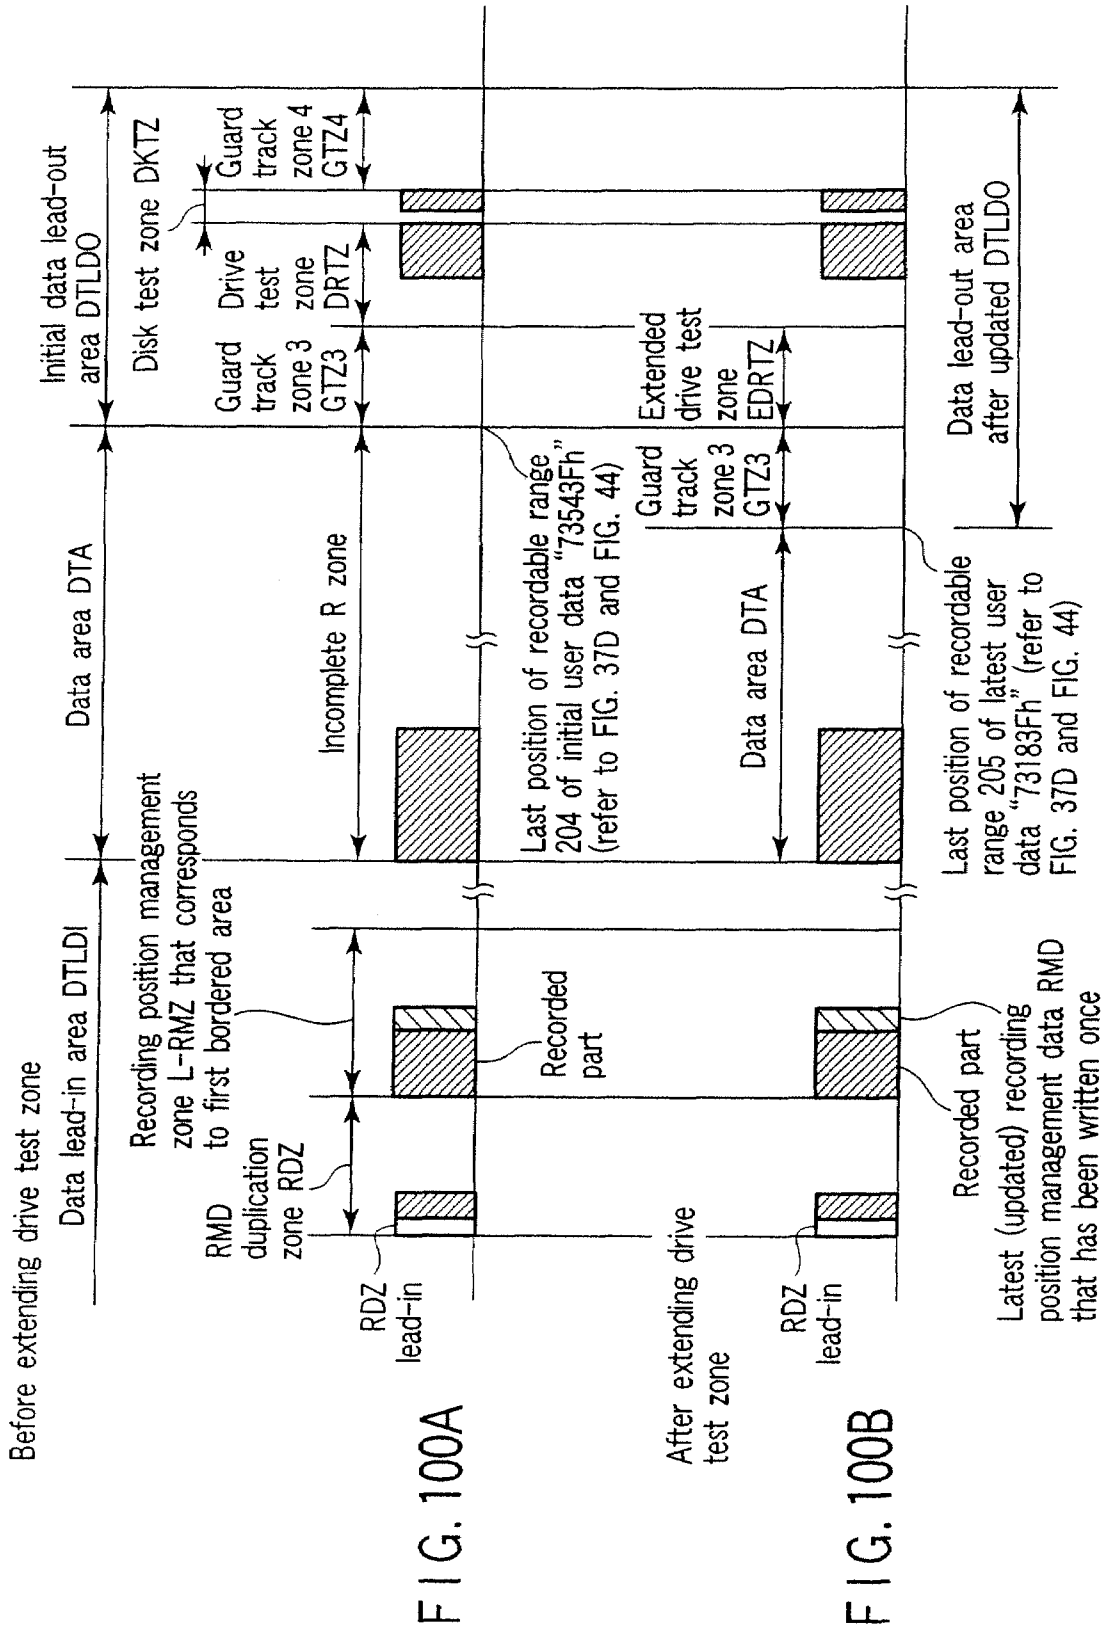 Before extending drive test zone
Data lead-in area DTLDI
Data area DTA
Initial data lead-out
area DTLDO
Recording position management
zone L-RMZ that corresponds
to first bordered area
Disk test zone DKTZ
RMD
duplication
zone RDZ
Incomplete R zone
Guard
track
zone 3
GTZ3
Drive
test
zone
DRTZ
Guard
track
zone 4
GTZ4
RDZ
lead-in
FIG. 100A
Recorded
part
Last position of recordable range
204 of initial user data “73543Fh”
(refer to FIG. 37D and FIG. 44)
After extending drive
test zone
Data area DTA
Guard
track
zone 3
GTZ3
Extended
drive test
zone
EDRTZ
RDZ
lead-in
FIG. 100B
Recorded part
Latest (updated) recording
position management data RMD
that has been written once
Last position of recordable
range 205 of latest user
data “73183Fh” (refer to
FIG. 37D and FIG. 44)
Data lead-out area
after updated DTLDO